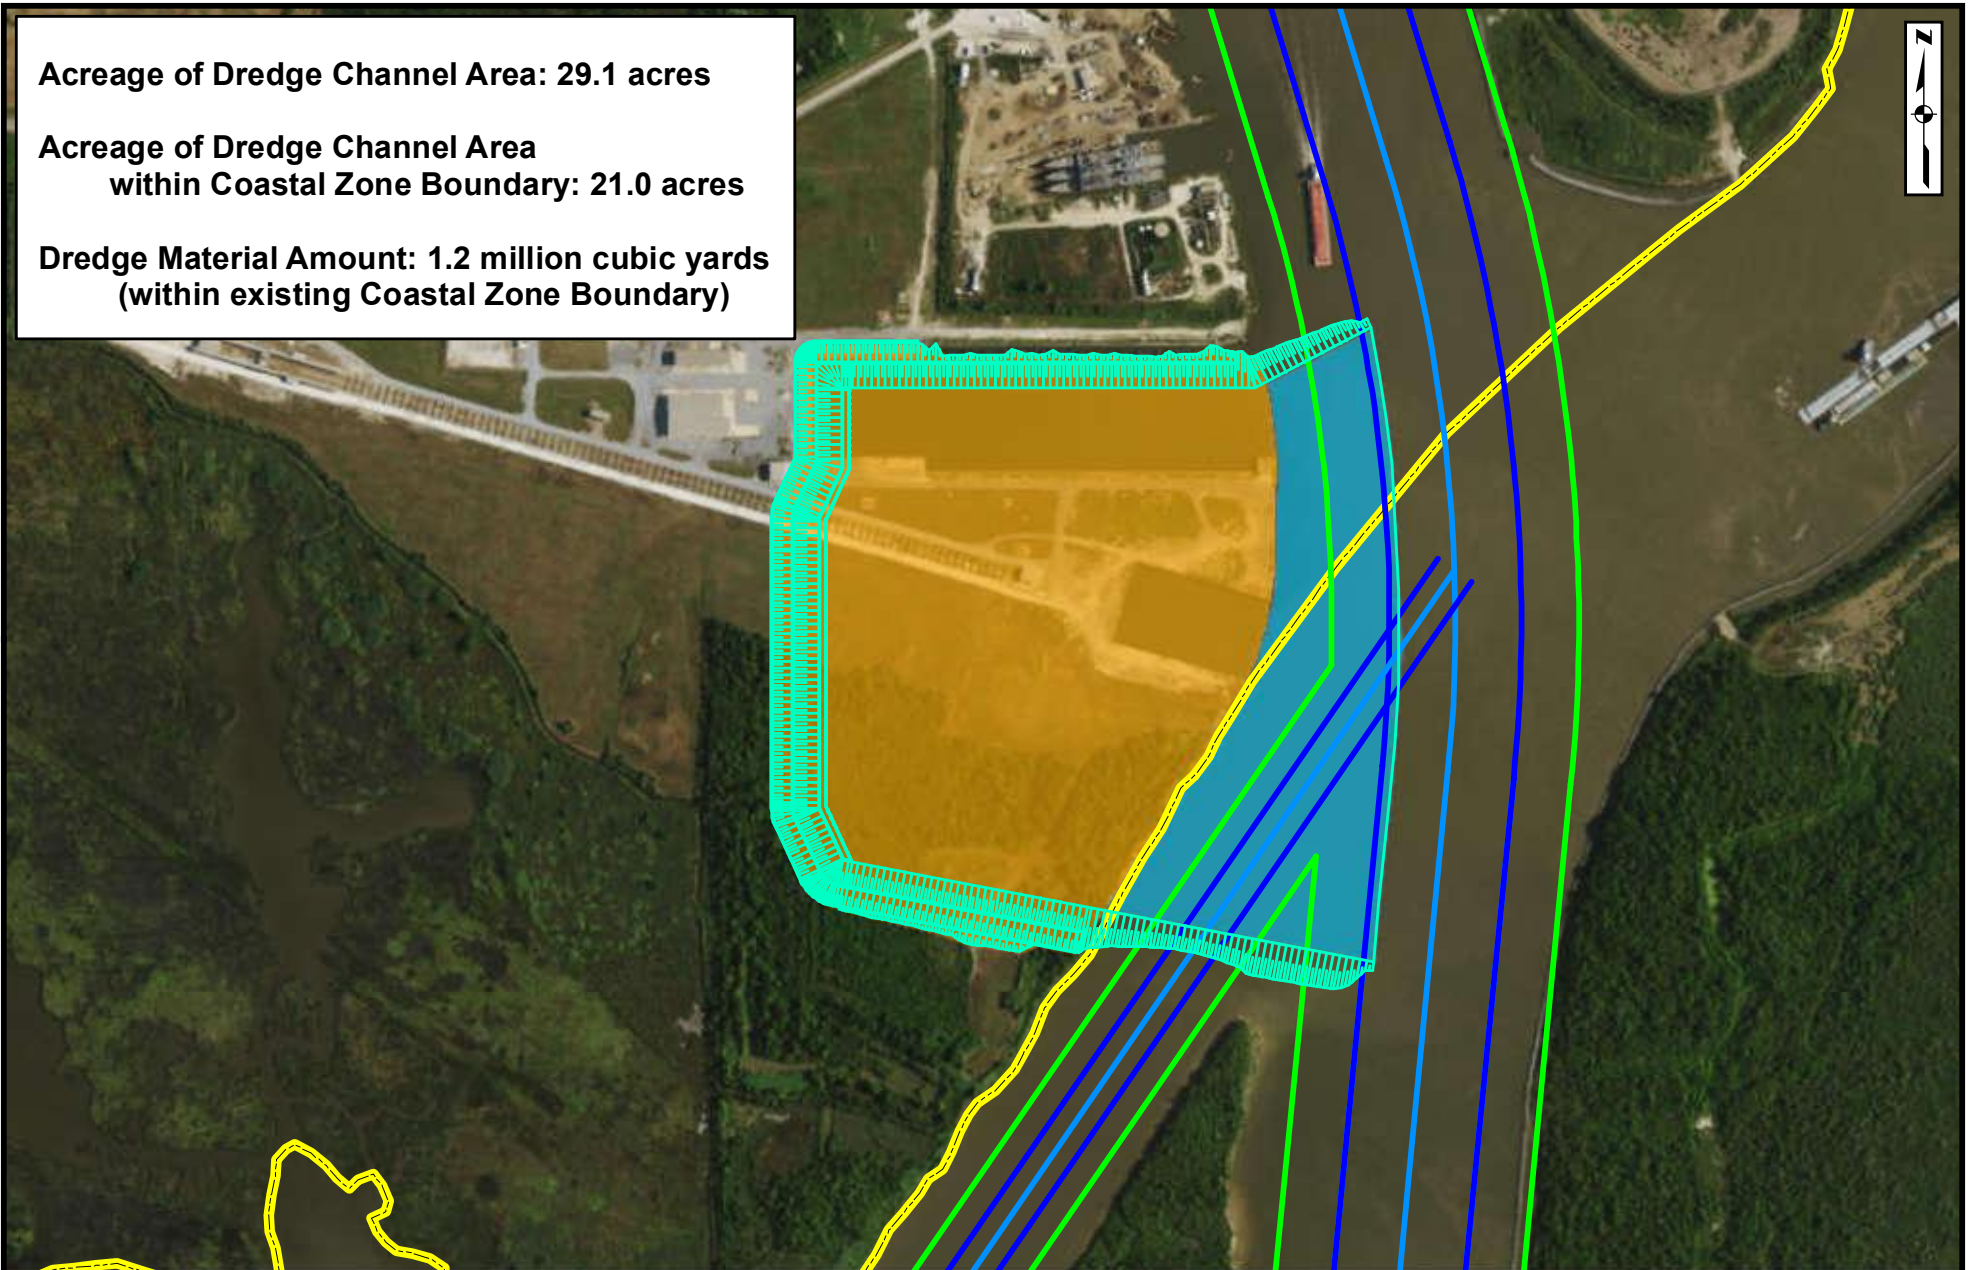 Acreage of Dredge Channel Area: 29.1 acres
Acreage of Dredge Channel Area
within Coastal Zone Boundary: 21.0 acres
Dredge Material Amount: 1.2 million cubic yards
(within existing Coastal Zone Boundary)
N